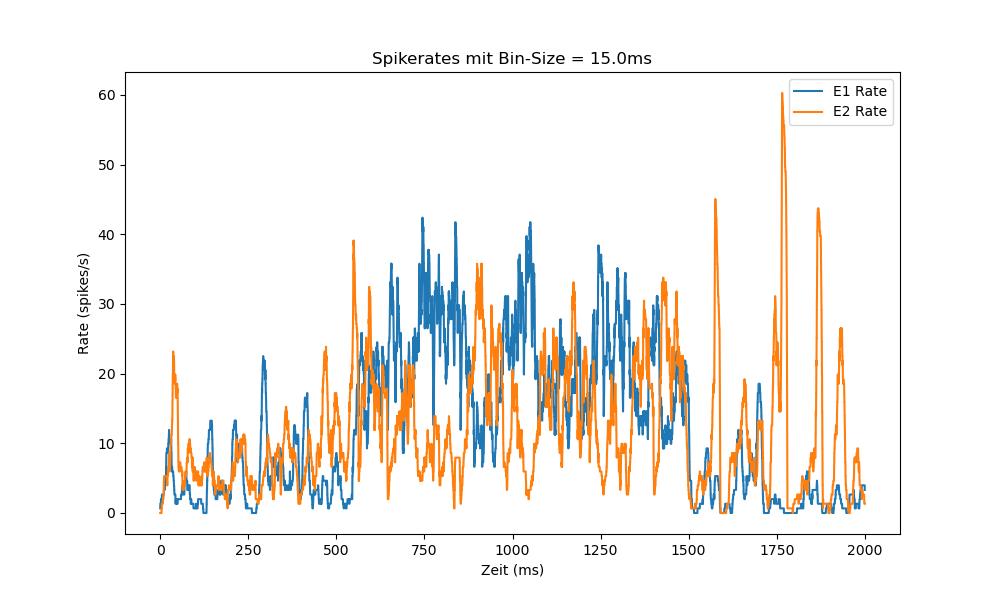 Spikerates mit Bin-Size = 15.0ms
E1 Rate
E2 Rate
60
50
40
30
20
10
0
Rate (spikes/s)
0 250 500 750 1000 1250 1500 1750 2000
Zeit (ms)